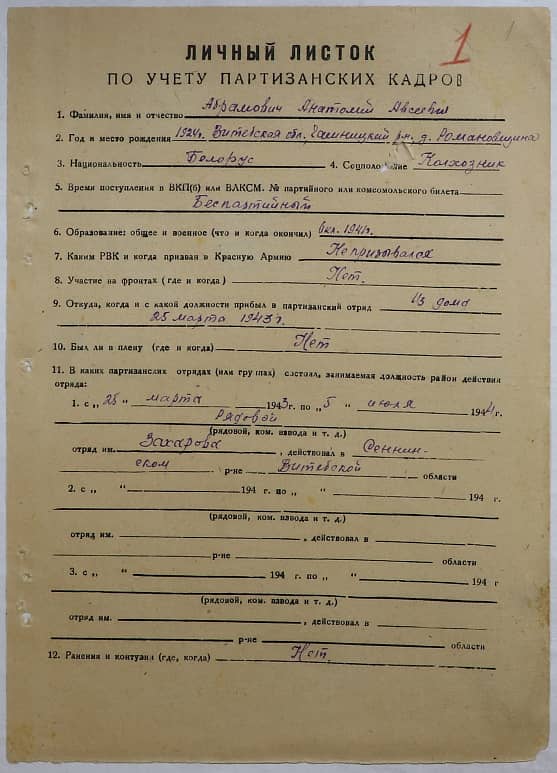 1
1
ЛИЧНЫЙ ЛИСТОК
ПО УЧЕТУ ПАРТИЗАНСКИХ КАДРОВ
1. Фамилия, имя и отчество Абрамович Анатолий
2. Год и место рождения 1924г. Витебская обл. р-н. д. Романовщина
3. Национальность Белорус 4. Соцполо ение Колхозник
5. Время поступления в ВКП(б) или ВЛКСМ. № партийного или комсомольского билета
Беспартийный
6. Образование: общее и военное (что и когда окончил) 6кл. 1941г.
7. Каким РВК и когда призван в Красную Армию Непризывался
8. Участие на фронтах (где и когда) Нет.
9. Откуда, когда и с какой должности прибыл в партизанский отряд Из дома
25 марта 1943г.
10. Был ли в плену (где и когда) Нет
11. В каких партизанских отрядах (или группах) состоял, занимаемая должность район действия
отряда:
1. с „ 25 " марта 1943г. по „ 5 " июля 1944г.
Рядовой
(рядовой, ком. взвода и т. д.)
отряд им. Захарова, действовал в Сеннин-
ском р-не Витебской области
2. с „ " 194 г. по „ " 194 г.
(рядовой, ком. взвода и т. д.)
отряд им. , действовал в
р-не области
3. с „ " 194 г. по „ " 194 г
(рядовой, ком. взвода и т. д.)
отряд им. , действовал в
р-не области
12. Ранения и контузии (где, когда) Нет.